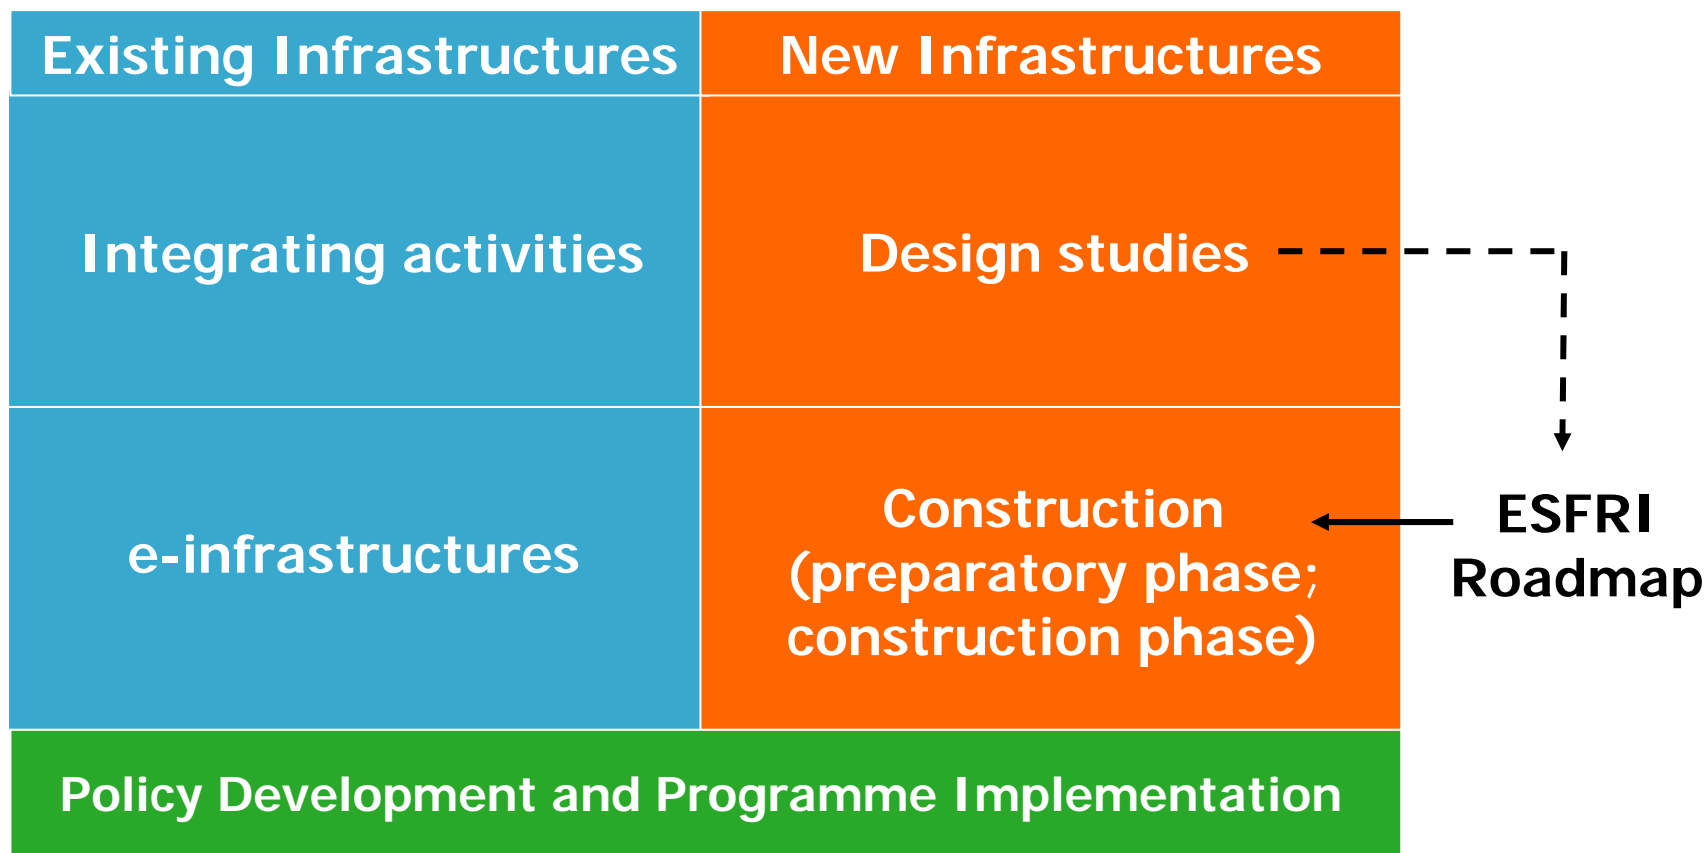 Existing Infrastructures
New Infrastructures
Integrating activities
Design studies
e-infrastructures
Construction
(preparatory phase;
construction phase)
ESFRI
Roadmap
Policy Development and Programme Implementation